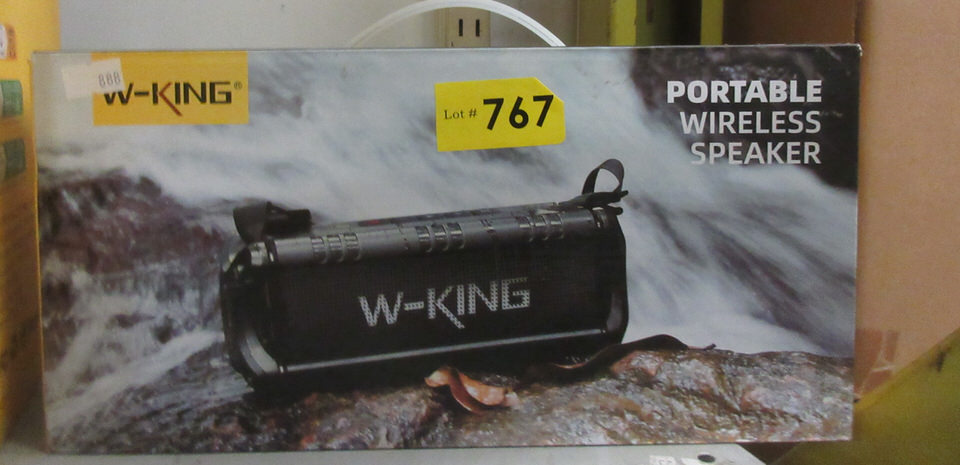 888
W-KING®
Lot # 767
PORTABLE
WIRELESS
SPEAKER
W-KING